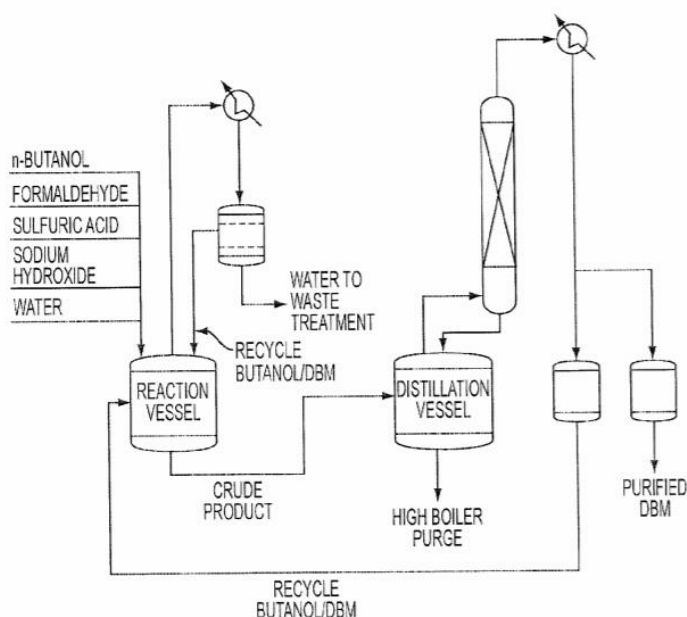 n-BUTANOL
FORMALDEHYDE
SULFURIC ACID
SODIUM
HYDROXIDE
WATER
WATER TO
WASTE
TREATMENT
RECYCLE
BUTANOL/DBM
REACTION
VESSEL
DISTILLATION
VESSEL
CRUDE
PRODUCT
HIGH BOILER
PURGE
PURIFIED
DBM
RECYCLE
BUTANOL/DBM